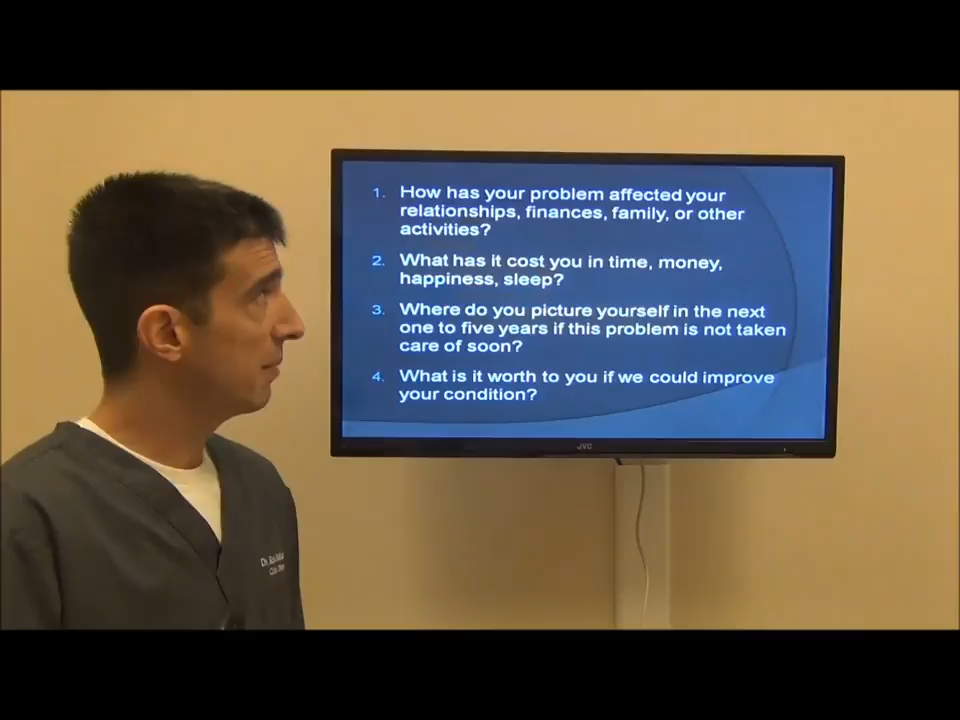 1. How has your problem affected your
relationships, finances, family, or other
activities?
2. What has it cost you in time, money,
happiness, sleep?
3. Where do you picture yourself in the next
one to five years if this problem is not taken
care of soon?
4. What is it worth to you if we could improve
your condition?
JVC
Dr.